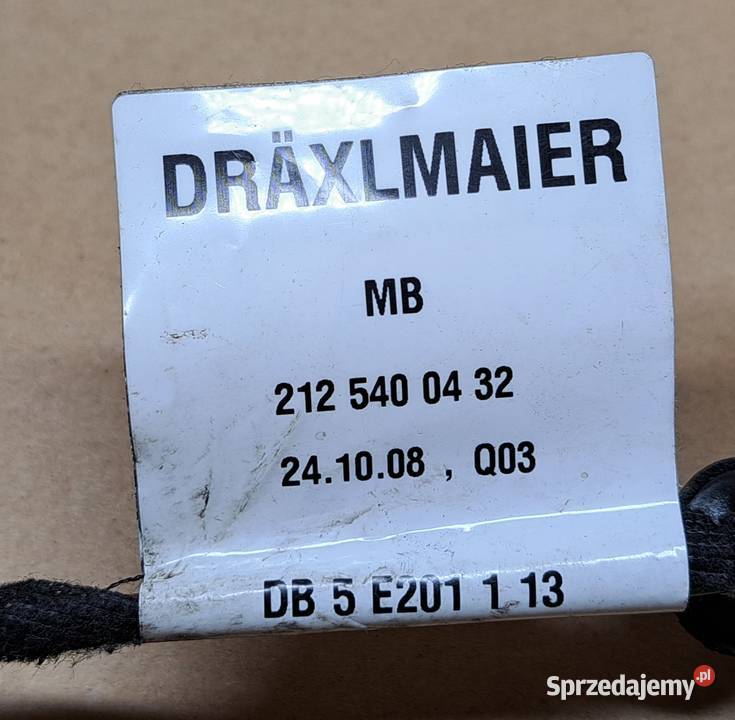 DRÄXLMAIER
MB
212 540 04 32
24.10.08 , Q03
DB 5 E201 1 13
Sprzedajemy.pl